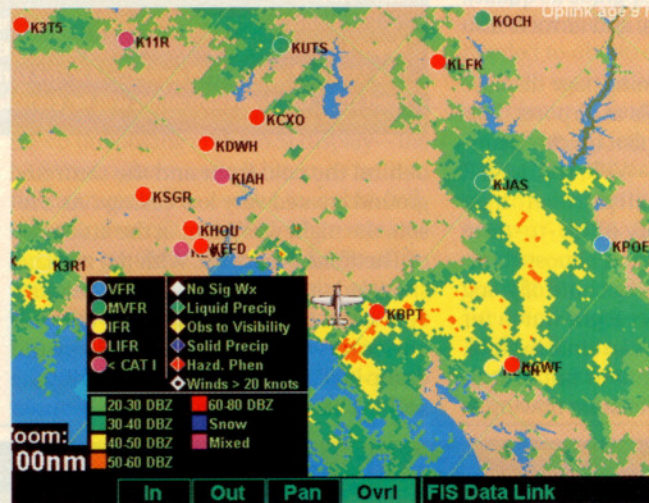 Uplink age 9
KOCH
K3T5
K11R
KUTS
KLFK
KCXO
KDWH
KIAH
KJAS
KSGR
KHOU
KEFD
KPOE
K3R1
KBPT
KCWF
VFR
No Sig Wx
MVFR
Liquid Precip
IFR
Obs to Visibility
LIFR
Solid Precip
< CAT I
Hazd. Phen
Winds > 20 knots
20-30 DBZ
60-80 DBZ
30-40 DBZ
Snow
40-50 DBZ
Mixed
50-60 DBZ
Zoom:
00nm
In
Out
Pan
Ovrl
FIS Data Link